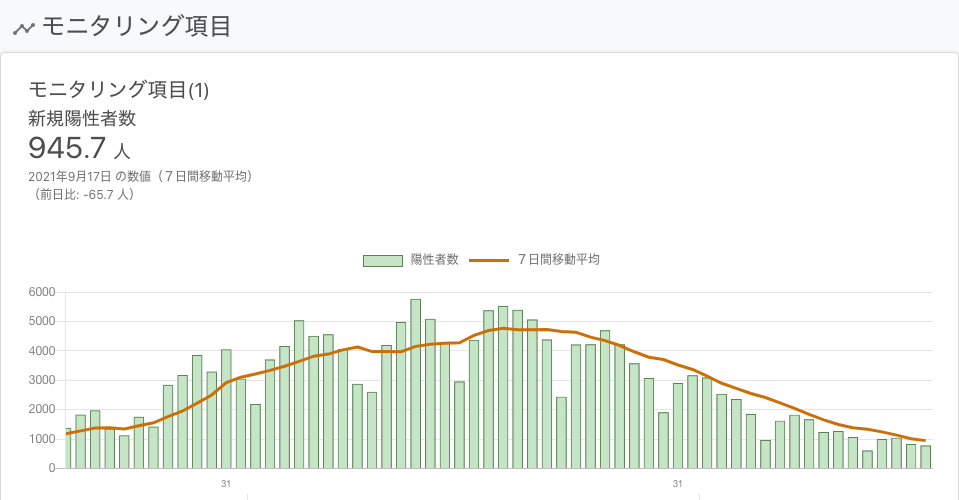 モニタリング項目
モニタリング項目(1)
新規陽性者数
945.7 人
2021年9月17日 の数値（７日間移動平均）
（前日比: -65.7 人）
陽性者数 ７日間移動平均
6000
5000
4000
3000
2000
1000
0
31 31